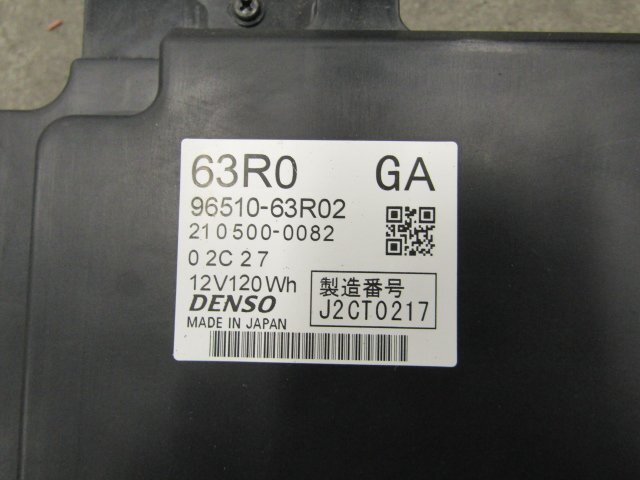 63R0 GA
96510-63R02
210500-0082
02C27
12V120Wh
製造番号
J2CT0217
DENSO
MADE IN JAPAN